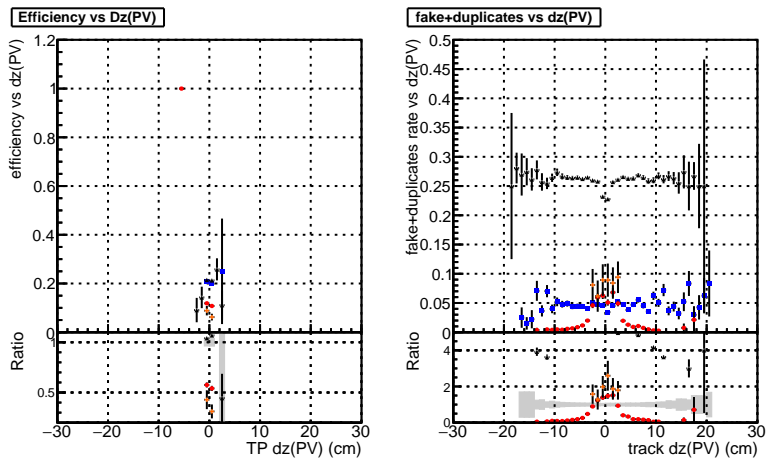 Efficiency vs Dz(PV)
efficiency vs dz(PV)
1.2
1
0.8
0.6
0.4
0.2
0
Ratio
1
0.5
−30 −20 −10 0 10 20 30
TP dz(PV) (cm)
fake+duplicates vs dz(PV)
fake+duplicates rate vs dz(PV)
0.5
0.45
0.4
0.35
0.3
0.25
0.2
0.15
0.1
0.05
0
Ratio
4
2
0
−30 −20 −10 0 10 20 30
track dz(PV) (cm)